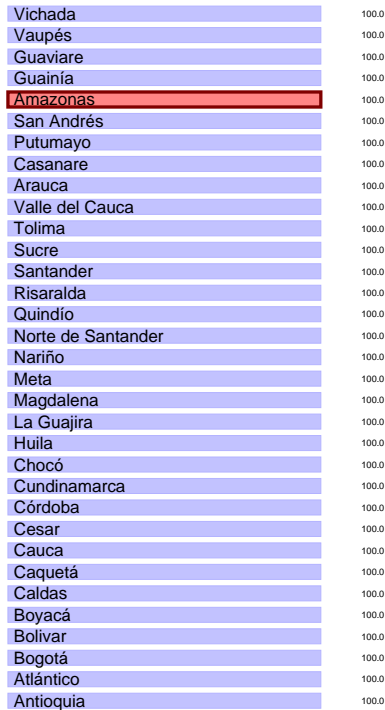 Vichada 100.0
Vaupés 100.0
Guaviare 100.0
Guainía 100.0
Amazonas 100.0
San Andrés 100.0
Putumayo 100.0
Casanare 100.0
Arauca 100.0
Valle del Cauca 100.0
Tolima 100.0
Sucre 100.0
Santander 100.0
Risaralda 100.0
Quindío 100.0
Norte de Santander 100.0
Nariño 100.0
Meta 100.0
Magdalena 100.0
La Guajira 100.0
Huila 100.0
Chocó 100.0
Cundinamarca 100.0
Córdoba 100.0
Cesar 100.0
Cauca 100.0
Caquetá 100.0
Caldas 100.0
Boyacá 100.0
Bolivar 100.0
Bogotá 100.0
Atlántico 100.0
Antioquia 100.0